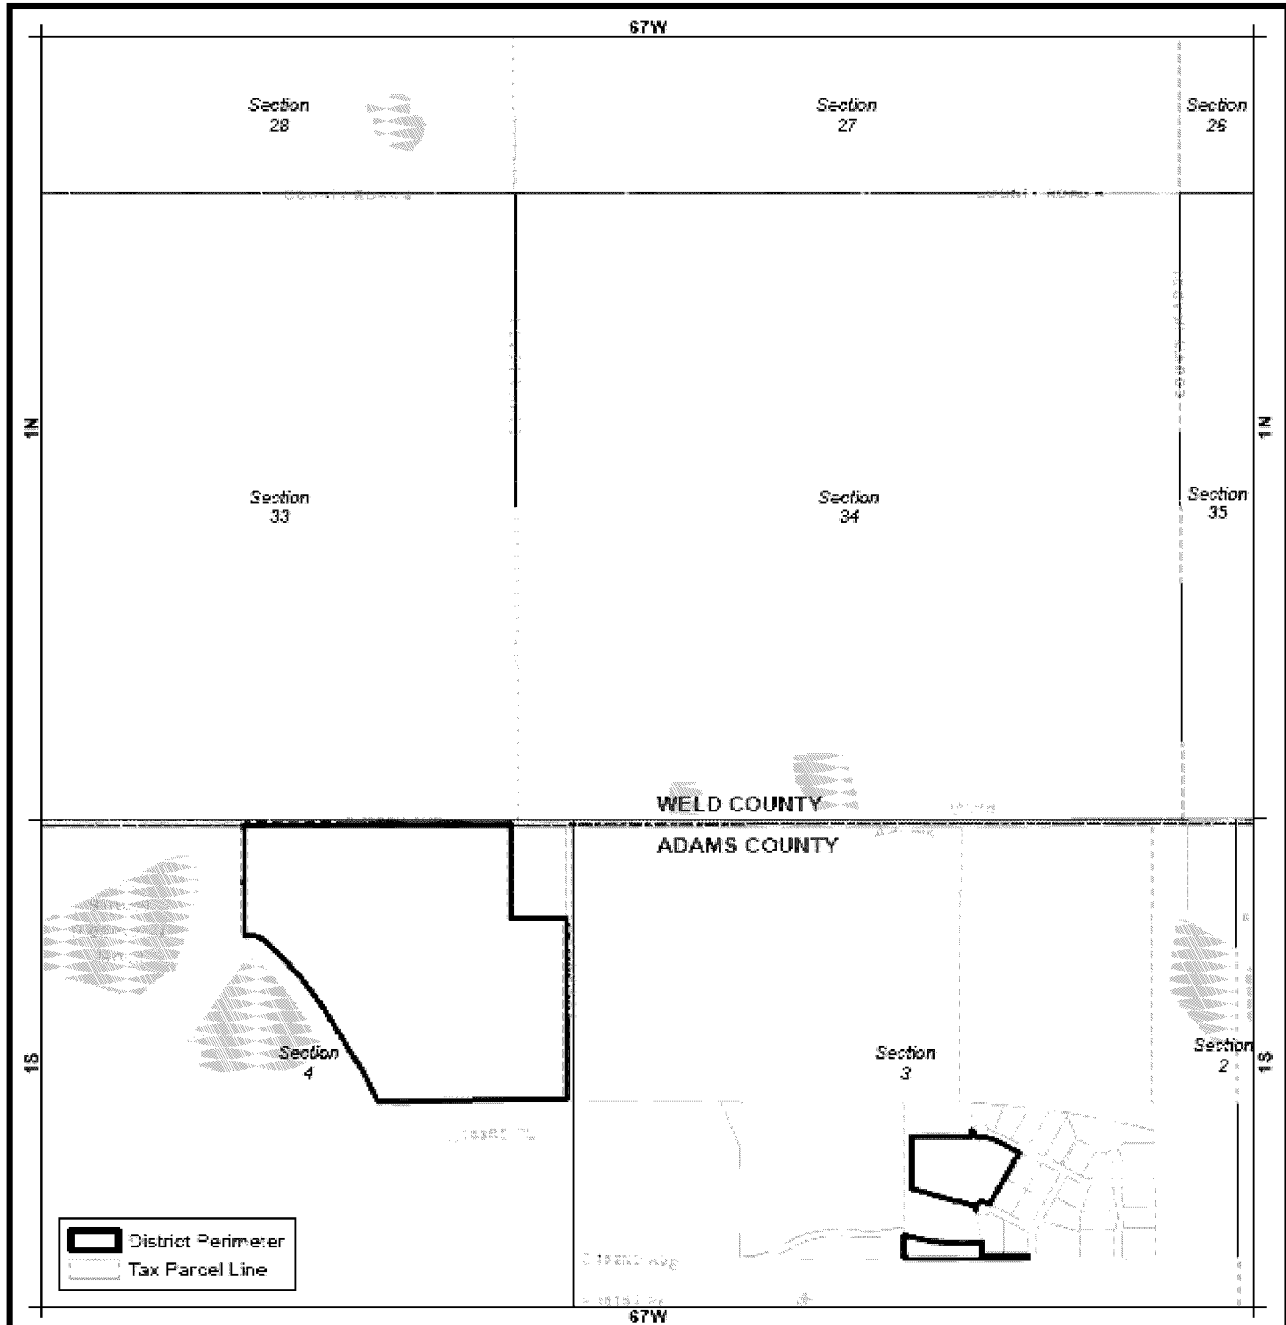 67W
Section
28
Section
27
Section
26
1N
1N
Section
33
Section
34
Section
35
WELD COUNTY
ADAMS COUNTY
1S
Section
4
Section
3
Section
2
1S
District Perimeter
Tax Parcel Line
67W